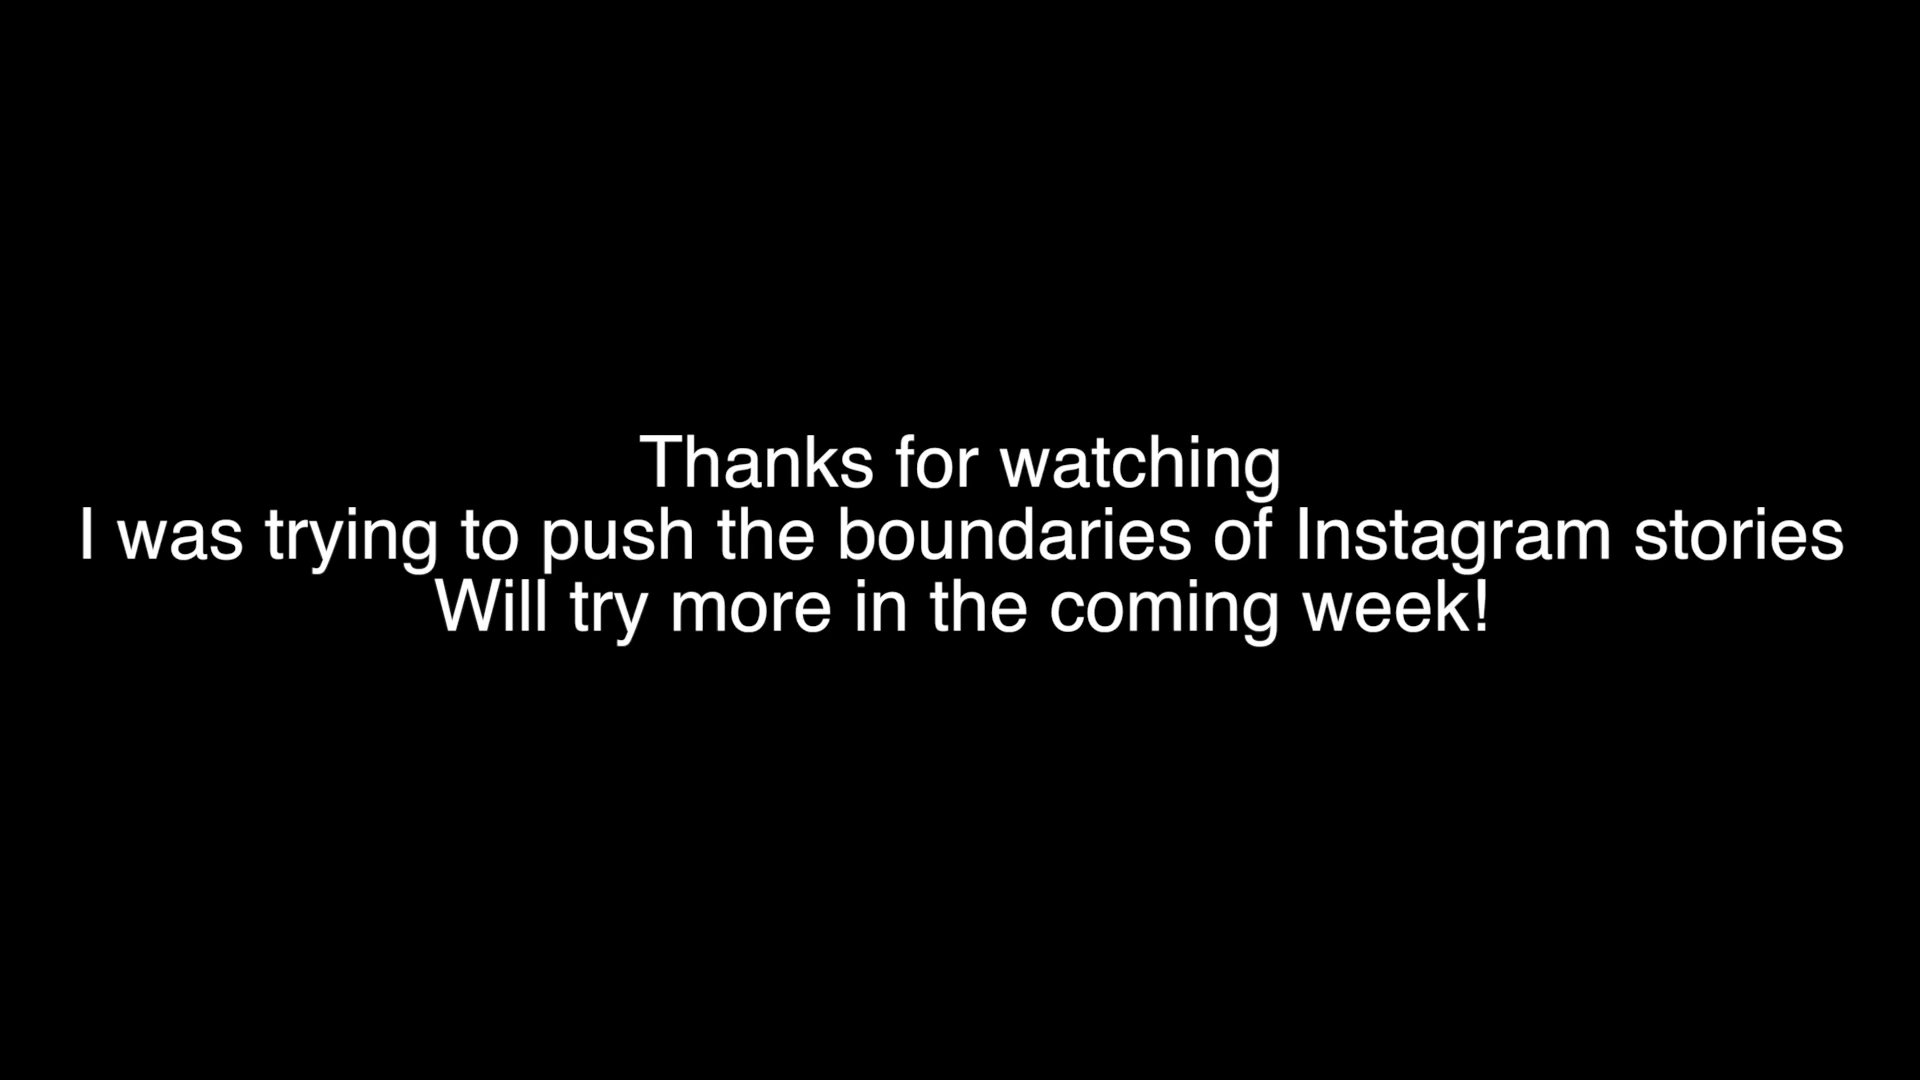 Thanks for watching
I was trying to push the boundaries of Instagram stories
Will try more in the coming week!